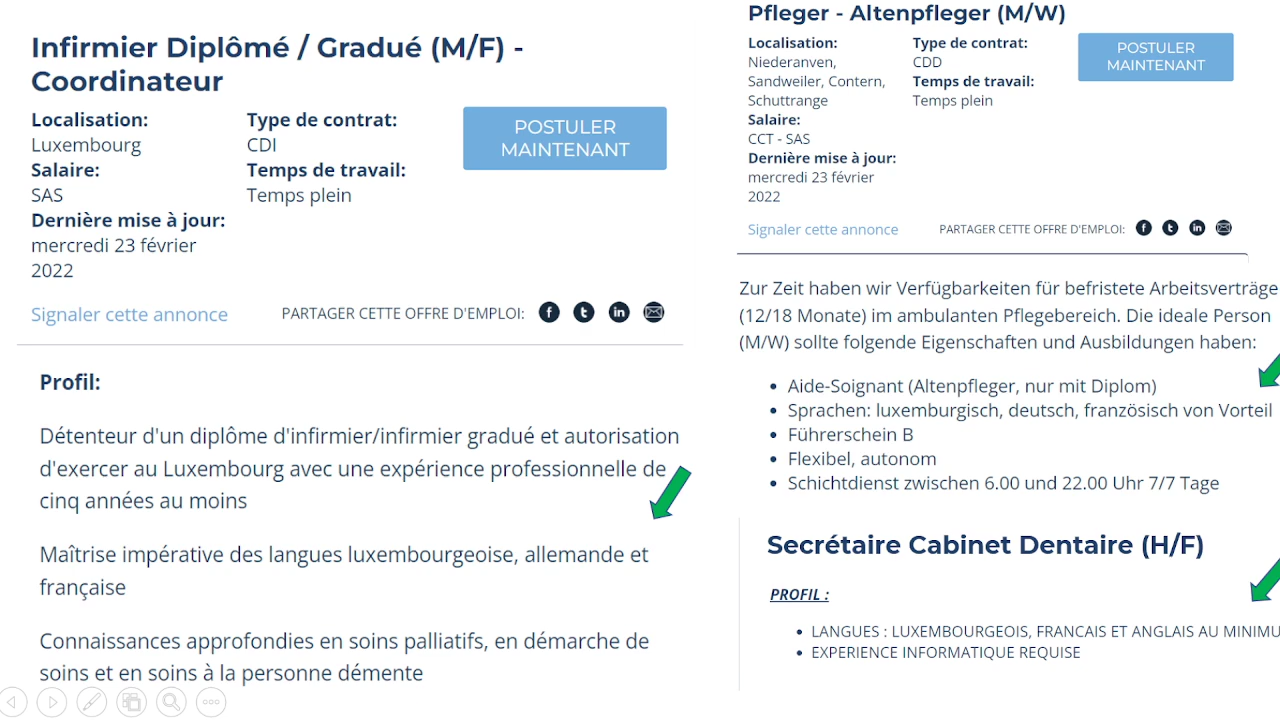 Infirmier Diplômé / Gradué (M/F) -
Coordinateur
Localisation:
Luxembourg
Salaire:
SAS
Dernière mise à jour:
mercredi 23 février
2022
Type de contrat:
CDI
Temps de travail:
Temps plein
POSTULER
MAINTENANT
Signaler cette annonce
PARTAGER CETTE OFFRE D'EMPLOI:
Profil:
Détenteur d'un diplôme d'infirmier/infirmier gradué et autorisation
d'exercer au Luxembourg avec une expérience professionnelle de
cinq années au moins
Maîtrise impérative des langues luxembourgeoise, allemande et
française
Connaissances approfondies en soins palliatifs, en démarche de
soins et en soins à la personne démente
Pfleger - Altenpfleger (M/W)
Localisation:
Niederanven,
Sandweiler, Contern,
Schuttrange
Salaire:
CCT - SAS
Dernière mise à jour:
mercredi 23 février
2022
Type de contrat:
CDD
Temps de travail:
Temps plein
POSTULER
MAINTENANT
Signaler cette annonce
PARTAGER CETTE OFFRE D'EMPLOI:
Zur Zeit haben wir Verfügbarkeiten für befristete Arbeitsverträge
(12/18 Monate) im ambulanten Pflegebereich. Die ideale Person
(M/W) sollte folgende Eigenschaften und Ausbildungen haben:
• Aide-Soignant (Altenpfleger, nur mit Diplom)
• Sprachen: luxemburgisch, deutsch, französisch von Vorteil
• Führerschein B
• Flexibel, autonom
• Schichtdienst zwischen 6.00 und 22.00 Uhr 7/7 Tage
Secrétaire Cabinet Dentaire (H/F)
PROFIL :
• LANGUES : LUXEMBOURGEOIS, FRANCAIS ET ANGLAIS AU MINIMU
• EXPERIENCE INFORMATIQUE REQUISE